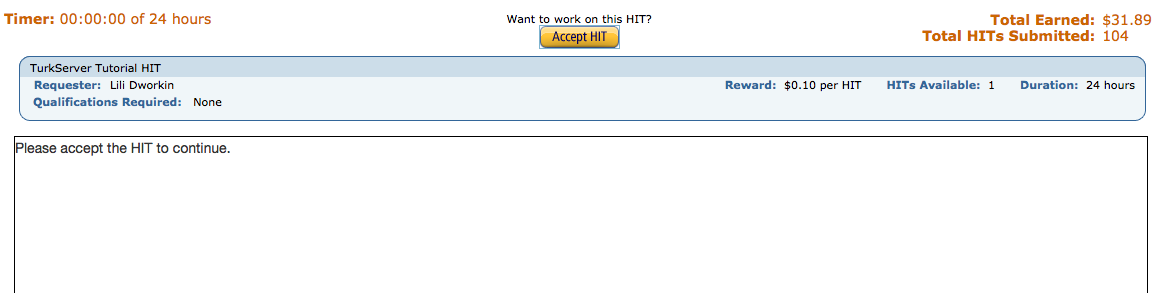 Timer: 00:00:00 of 24 hours
Want to work on this HIT?
Total Earned: $31.89
Accept HIT
Total HITs Submitted: 104
TurkServer Tutorial HIT
Requester: Lili Dworkin Reward: $0.10 per HIT HITs Available: 1 Duration: 24 hours
Qualifications Required: None
Please accept the HIT to continue.